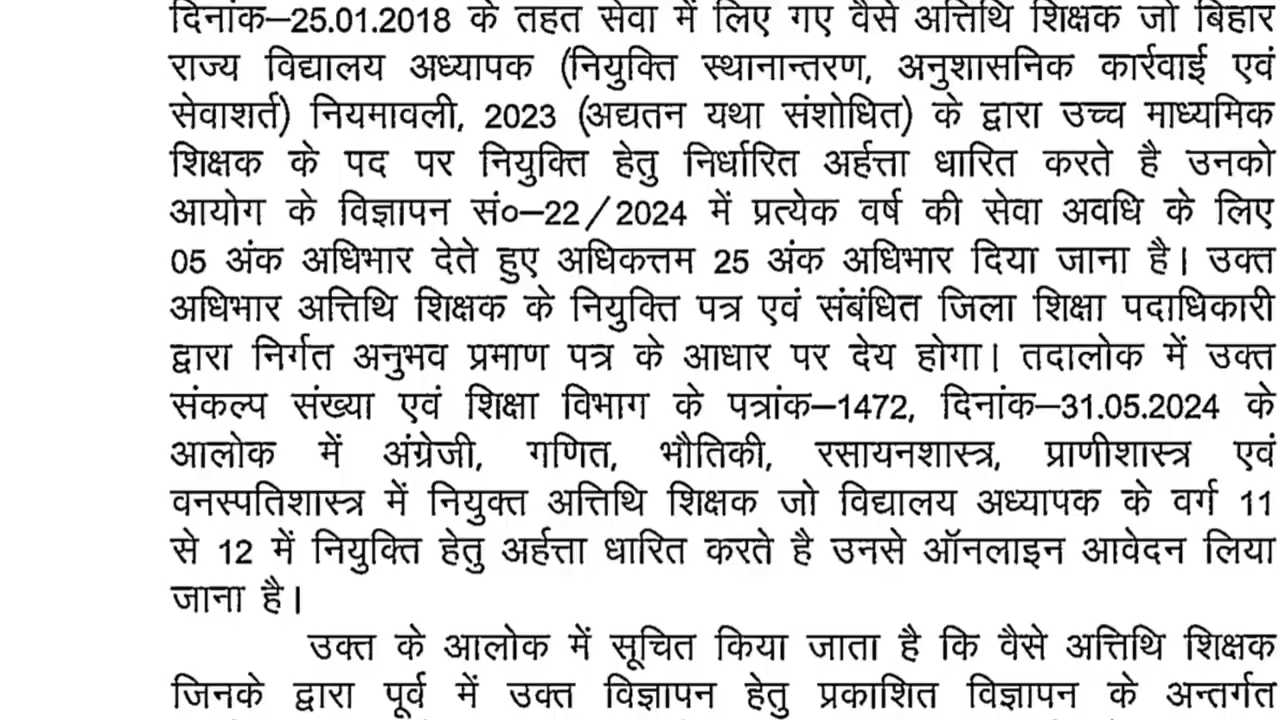 दिनांक–25.01.2018 के तहत सेवा में लिए गए वैसे अत्तिथि शिक्षक जो बिहार
राज्य विद्यालय अध्यापक (नियुक्ति स्थानान्तरण, अनुशासनिक कार्रवाई एवं
सेवाशर्त) नियमावली, 2023 (अद्यतन यथा संशोधित) के द्वारा उच्च माध्यमिक
शिक्षक के पद पर नियुक्ति हेतु निर्धारित अर्हत्ता धारित करते है उनको
आयोग के विज्ञापन सं०–22/2024 में प्रत्येक वर्ष की सेवा अवधि के लिए
05 अंक अधिभार देते हुए अधिकत्तम 25 अंक अधिभार दिया जाना है। उक्त
अधिभार अत्तिथि शिक्षक के नियुक्ति पत्र एवं संबंधित जिला शिक्षा पदाधिकारी
द्वारा निर्गत अनुभव प्रमाण पत्र के आधार पर देय होगा। तदालोक में उक्त
संकल्प संख्या एवं शिक्षा विभाग के पत्रांक–1472, दिनांक–31.05.2024 के
आलोक में अंग्रेजी, गणित, भौतिकी, रसायनशास्त्र, प्राणीशास्त्र एवं
वनस्पतिशास्त्र में नियुक्त अत्तिथि शिक्षक जो विद्यालय अध्यापक के वर्ग 11
से 12 में नियुक्ति हेतु अर्हत्ता धारित करते है उनसे ऑनलाइन आवेदन लिया
जाना है।
उक्त के आलोक में सूचित किया जाता है कि वैसे अत्तिथि शिक्षक
जिनके द्वारा पूर्व में उक्त विज्ञापन हेतु प्रकाशित विज्ञापन के अन्तर्गत